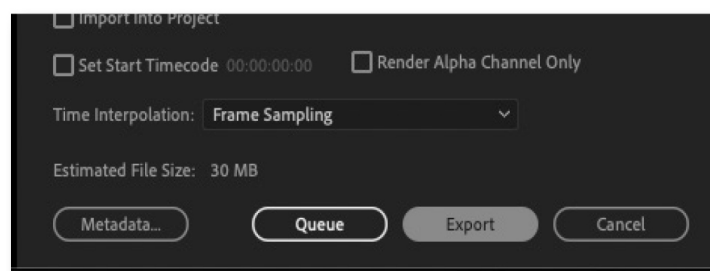 Import Into Project
Set Start Timecode 00:00:00:00 Render Alpha Channel Only
Time Interpolation: Frame Sampling
Estimated File Size: 30 MB
Metadata... Queue Export Cancel